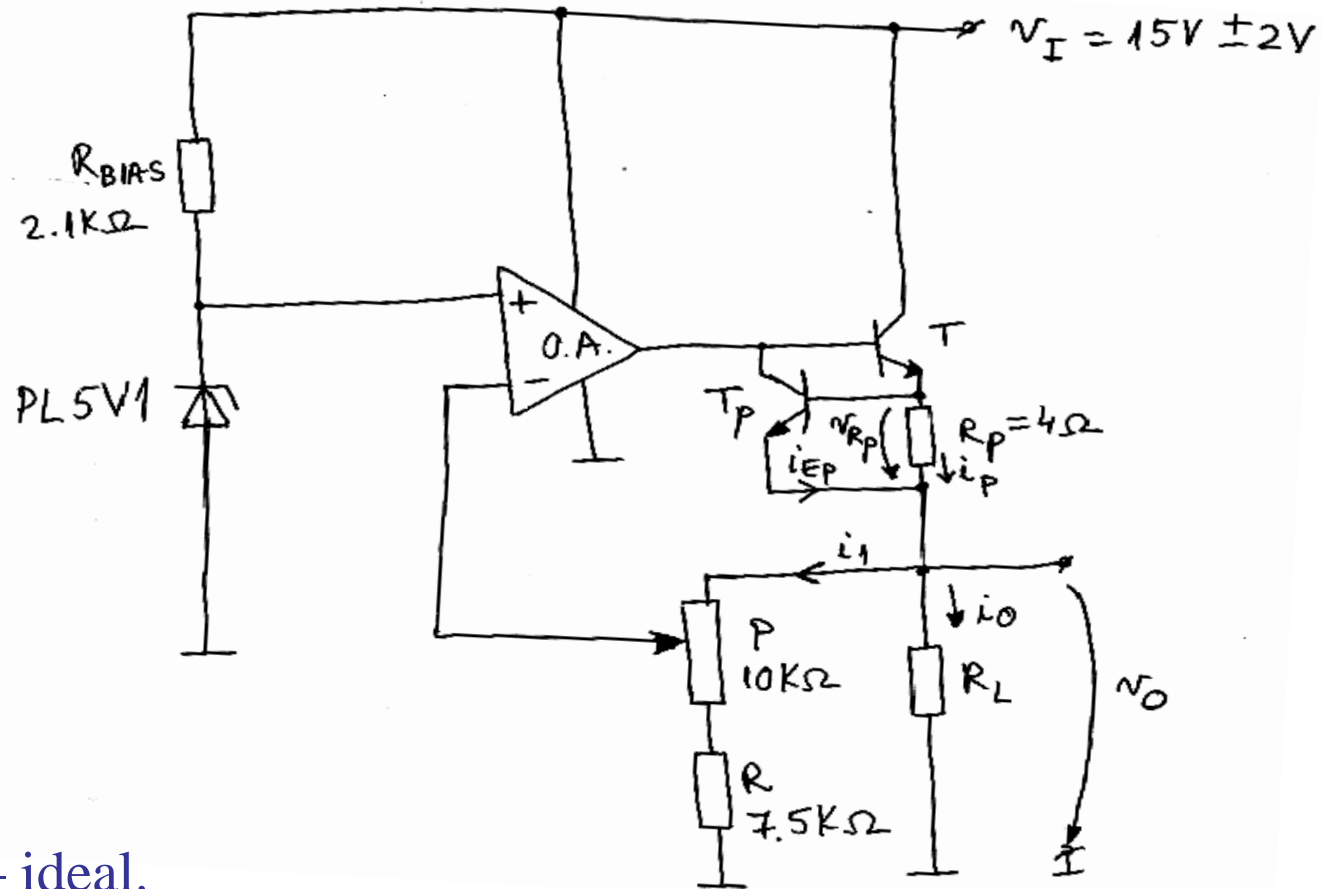 v_I = 15V ±2V
R_BIAS
2.1KΩ
+
O.A.
−
T
PL5V1
T_P
v_RP
R_P=4Ω
i_EP
i_P
i_1
i_O
P
10KΩ
R_L
v_O
R
7.5KΩ
- ideal.